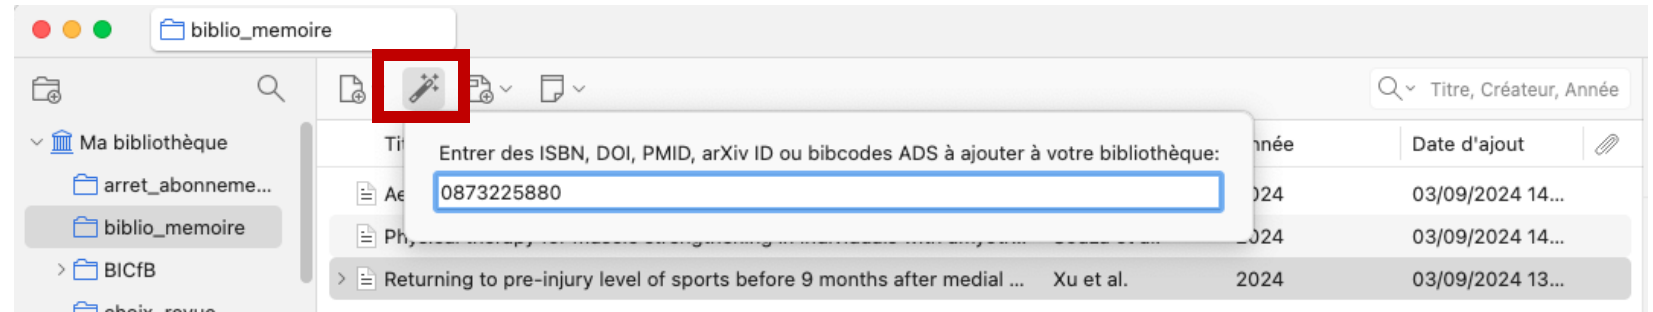 biblio_memoire
Titre, Créateur, Année
Ma bibliothèque
Entrer des ISBN, DOI, PMID, arXiv ID ou bibcodes ADS à ajouter à votre bibliothèque:
Date d'ajout
arret_abonneme...
0873225880
03/09/2024 14...
biblio_memoire
03/09/2024 14...
BICfB
Returning to pre-injury level of sports before 9 months after medial ... Xu et al. 2024 03/09/2024 13...